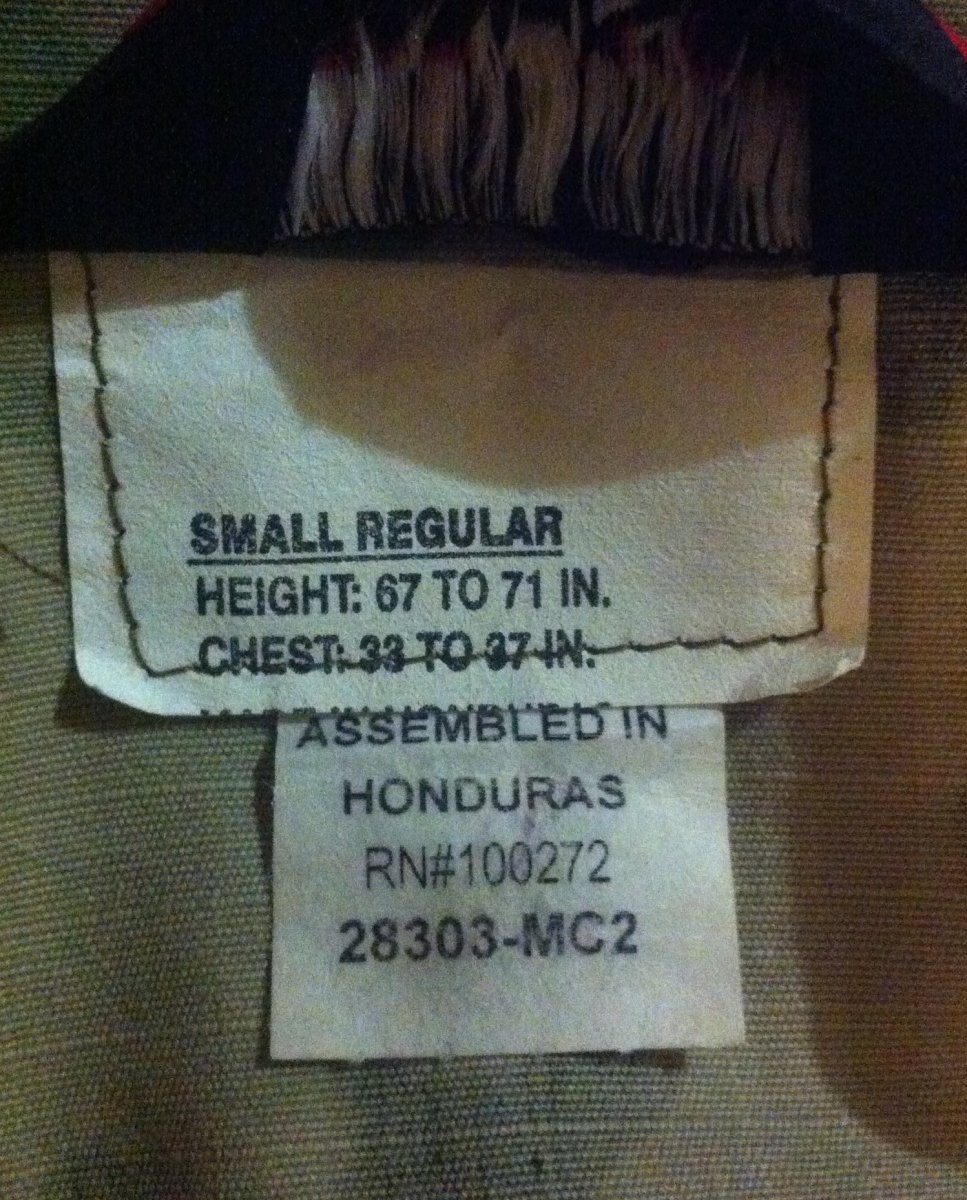 SMALL REGULAR
HEIGHT: 67 TO 71 IN.
CHEST: 33 TO 37 IN.
ASSEMBLED IN
HONDURAS
RN#100272
28303-MC2